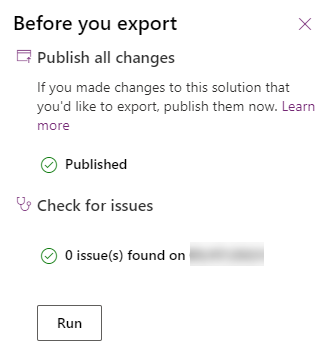 Before you export
Publish all changes
If you made changes to this solution that
you'd like to export, publish them now. Learn
more
Published
Check for issues
0 issue(s) found on
Run